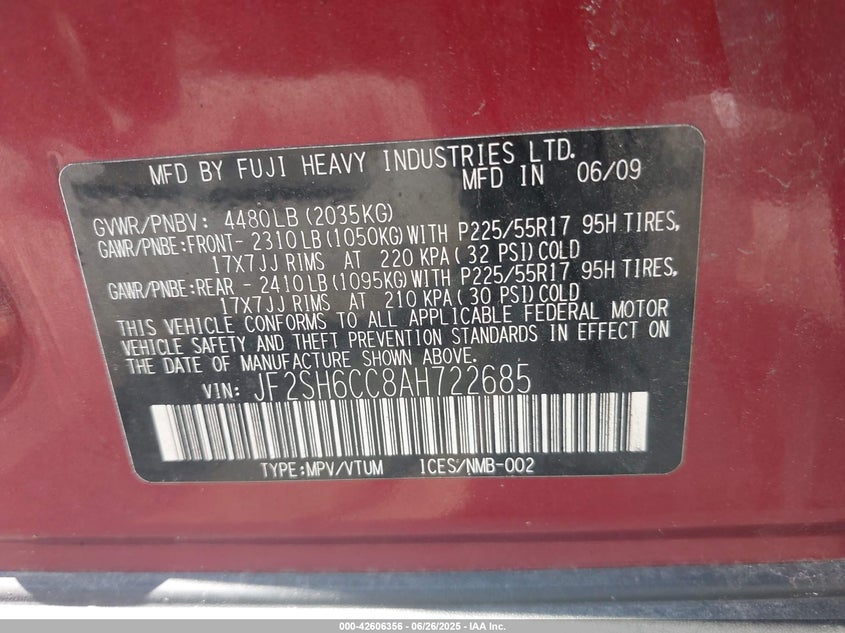 MFD BY FUJI HEAVY INDUSTRIES LTD.
MFD IN 06/09
GVWR/PNBV: 4480LB(2035KG)
GAWR/PNBE:FRONT- 2310LB(1050KG)WITH P225/55R17 95H TIRES,
17X7JJ RIMS AT 220 KPA(32 PSI)COLD
GAWR/PNBE:REAR - 2410LB(1095KG)WITH P225/55R17 95H TIRES,
17X7JJ RIMS AT 210 KPA(30 PSI)COLD
THIS VEHICLE CONFORMS TO ALL APPLICABLE FEDERAL MOTOR
VEHICLE SAFETY AND THEFT PREVENTION STANDARDS IN EFFECT ON
THE DATE OF MANUFACTURE SHOWN ABOVE.
VIN: JF2SH6CC8AH722685
TYPE:MPV/VTUM ICES/NMB-002
000-42606356 - 06/26/2025 - IAA Inc.